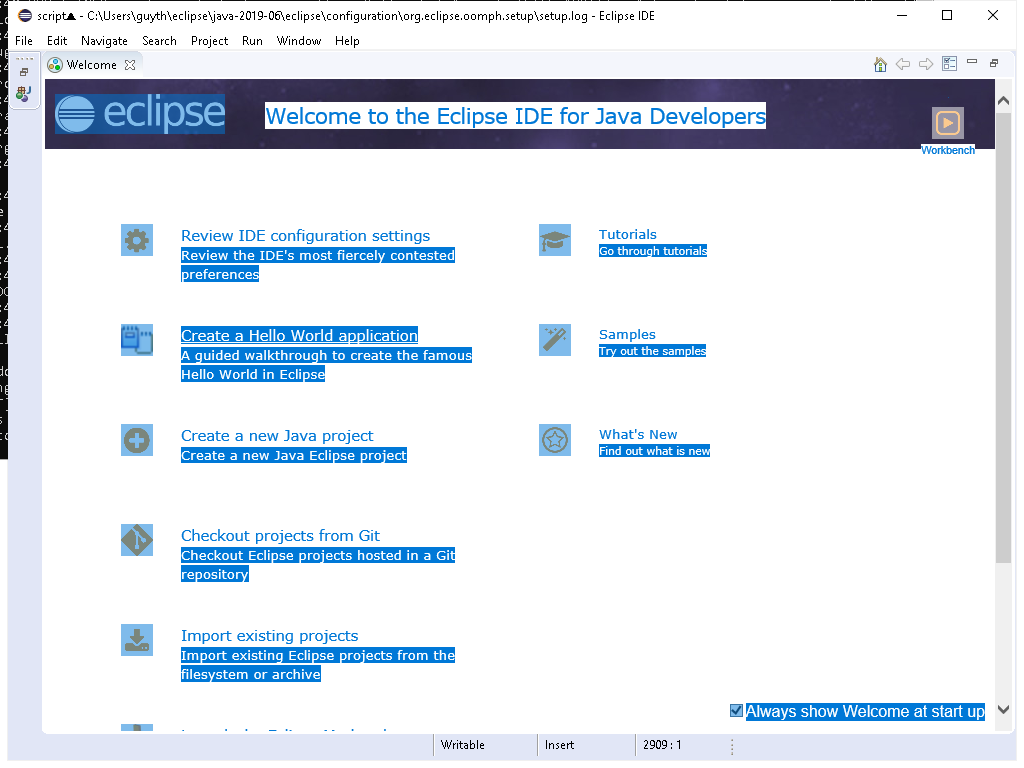 script▲ - C:\Users\guyth\eclipse\java-2019-06\eclipse\configuration\org.eclipse.oomph.setup\setup.log - Eclipse IDE
File Edit Navigate Search Project Run Window Help
Welcome
eclipse
Welcome to the Eclipse IDE for Java Developers
Workbench
Review IDE configuration settings
Review the IDE's most fiercely contested
preferences
Tutorials
Go through tutorials
Create a Hello World application
A guided walkthrough to create the famous
Hello World in Eclipse
Samples
Try out the samples
Create a new Java project
Create a new Java Eclipse project
What's New
Find out what is new
Checkout projects from Git
Checkout Eclipse projects hosted in a Git
repository
Import existing projects
Import existing Eclipse projects from the
filesystem or archive
Always show Welcome at start up
Writable Insert 2909 : 1